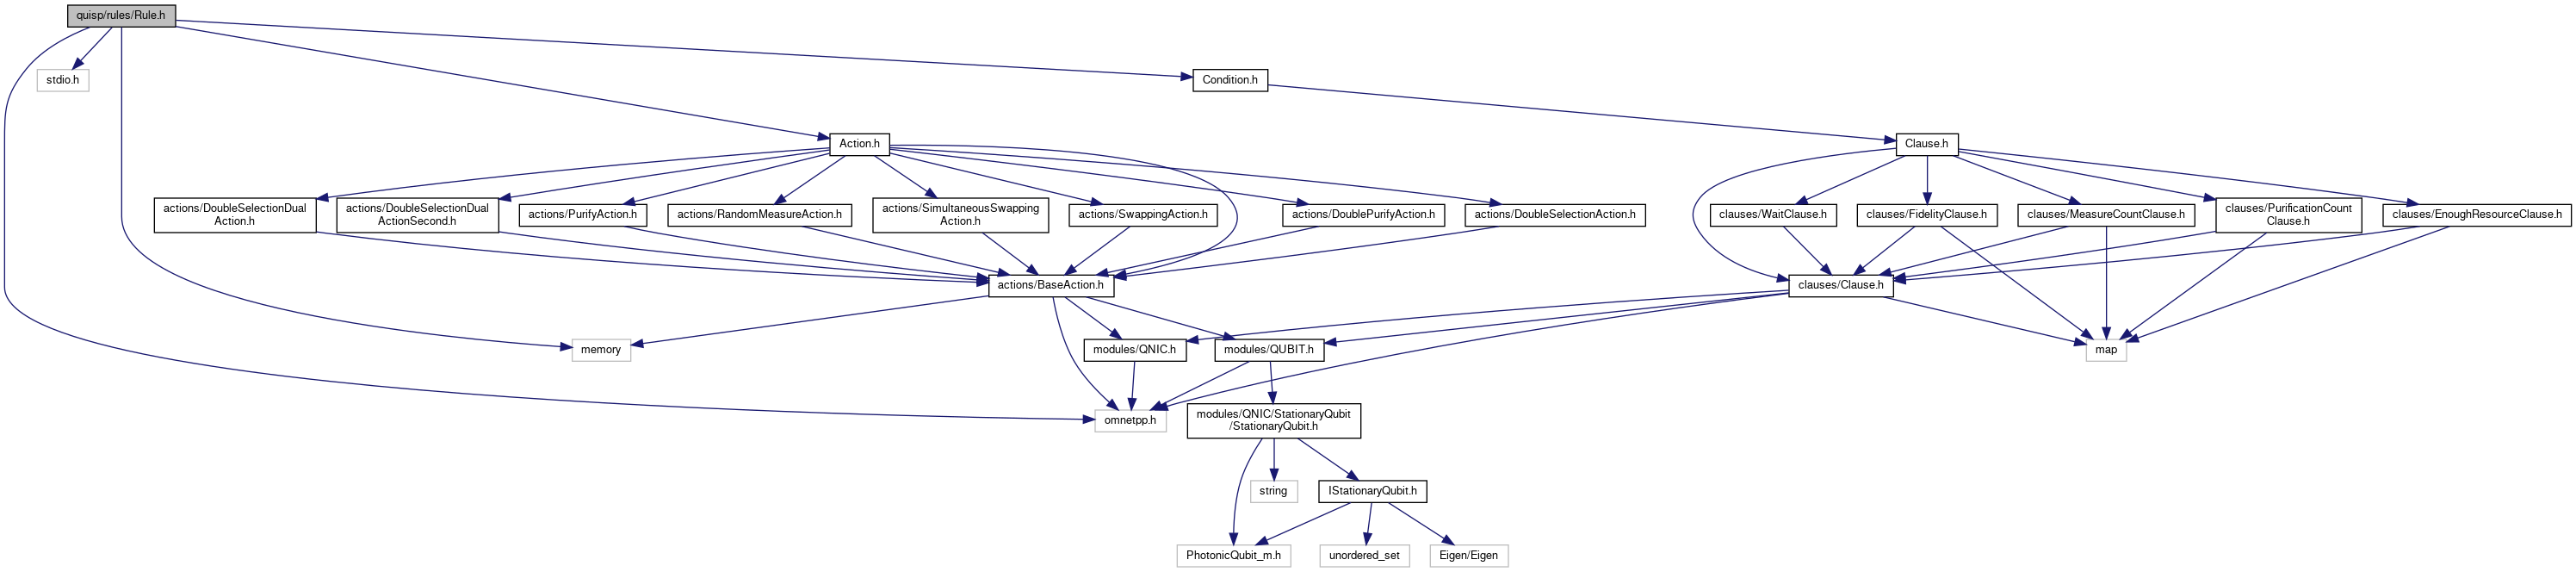 quisp/rules/Rule.h
stdio.h
Condition.h
Action.h
Clause.h
actions/DoubleSelectionDual
Action.h
actions/DoubleSelectionDual
ActionSecond.h
actions/PurifyAction.h
actions/RandomMeasureAction.h
actions/SimultaneousSwapping
Action.h
actions/SwappingAction.h
actions/DoublePurifyAction.h
actions/DoubleSelectionAction.h
clauses/WaitClause.h
clauses/FidelityClause.h
clauses/MeasureCountClause.h
clauses/PurificationCount
Clause.h
clauses/EnoughResourceClause.h
actions/BaseAction.h
clauses/Clause.h
memory
modules/QNIC.h
modules/QUBIT.h
map
omnetpp.h
modules/QNIC/StationaryQubit
/StationaryQubit.h
string
IStationaryQubit.h
PhotonicQubit_m.h
unordered_set
Eigen/Eigen